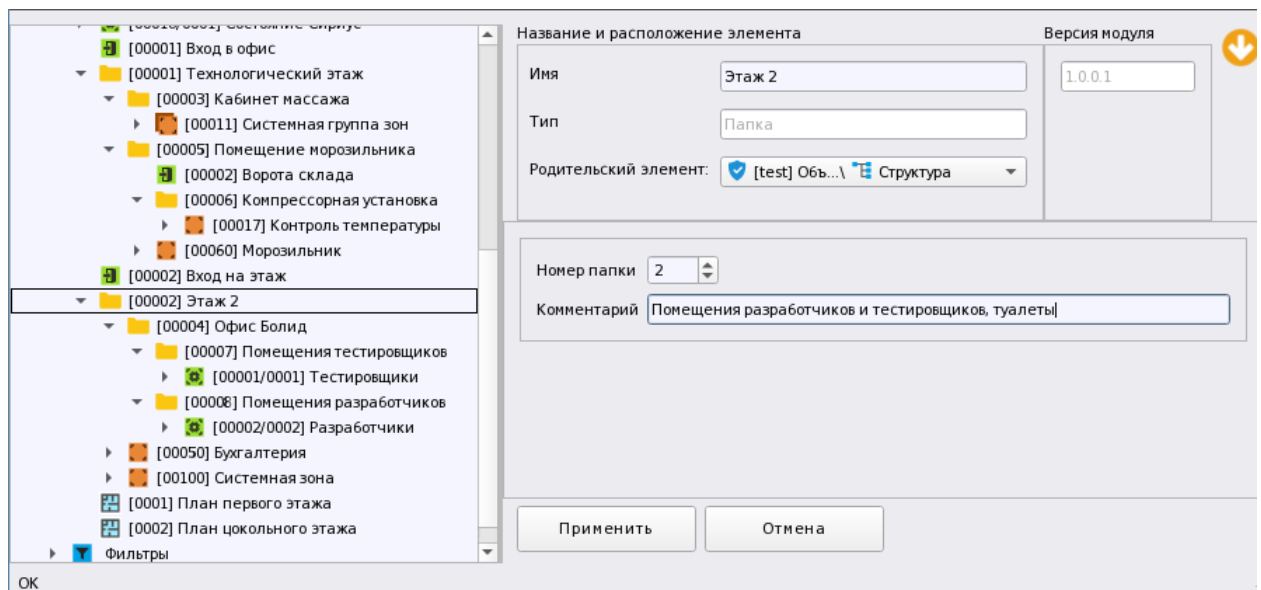 [00001] Вход в офис
[00001] Технологический этаж
[00003] Кабинет массажа
[00011] Системная группа зон
[00005] Помещение морозильника
[00002] Ворота склада
[00006] Компрессорная установка
[00017] Контроль температуры
[00060] Морозильник
[00002] Вход на этаж
[00002] Этаж 2
[00004] Офис Болид
[00007] Помещения тестировщиков
[00001/0001] Тестировщики
[00008] Помещения разработчиков
[00002/0002] Разработчики
[00050] Бухгалтерия
[00100] Системная зона
[0001] План первого этажа
[0002] План цокольного этажа
Фильтры
OK
Название и расположение элемента
Версия модуля
Имя
Этаж 2
1.0.0.1
Тип
Папка
Родительский элемент:
[test] Объ...\ Структура
Номер папки 2
Комментарий Помещения разработчиков и тестировщиков, туалеты
Применить
Отмена